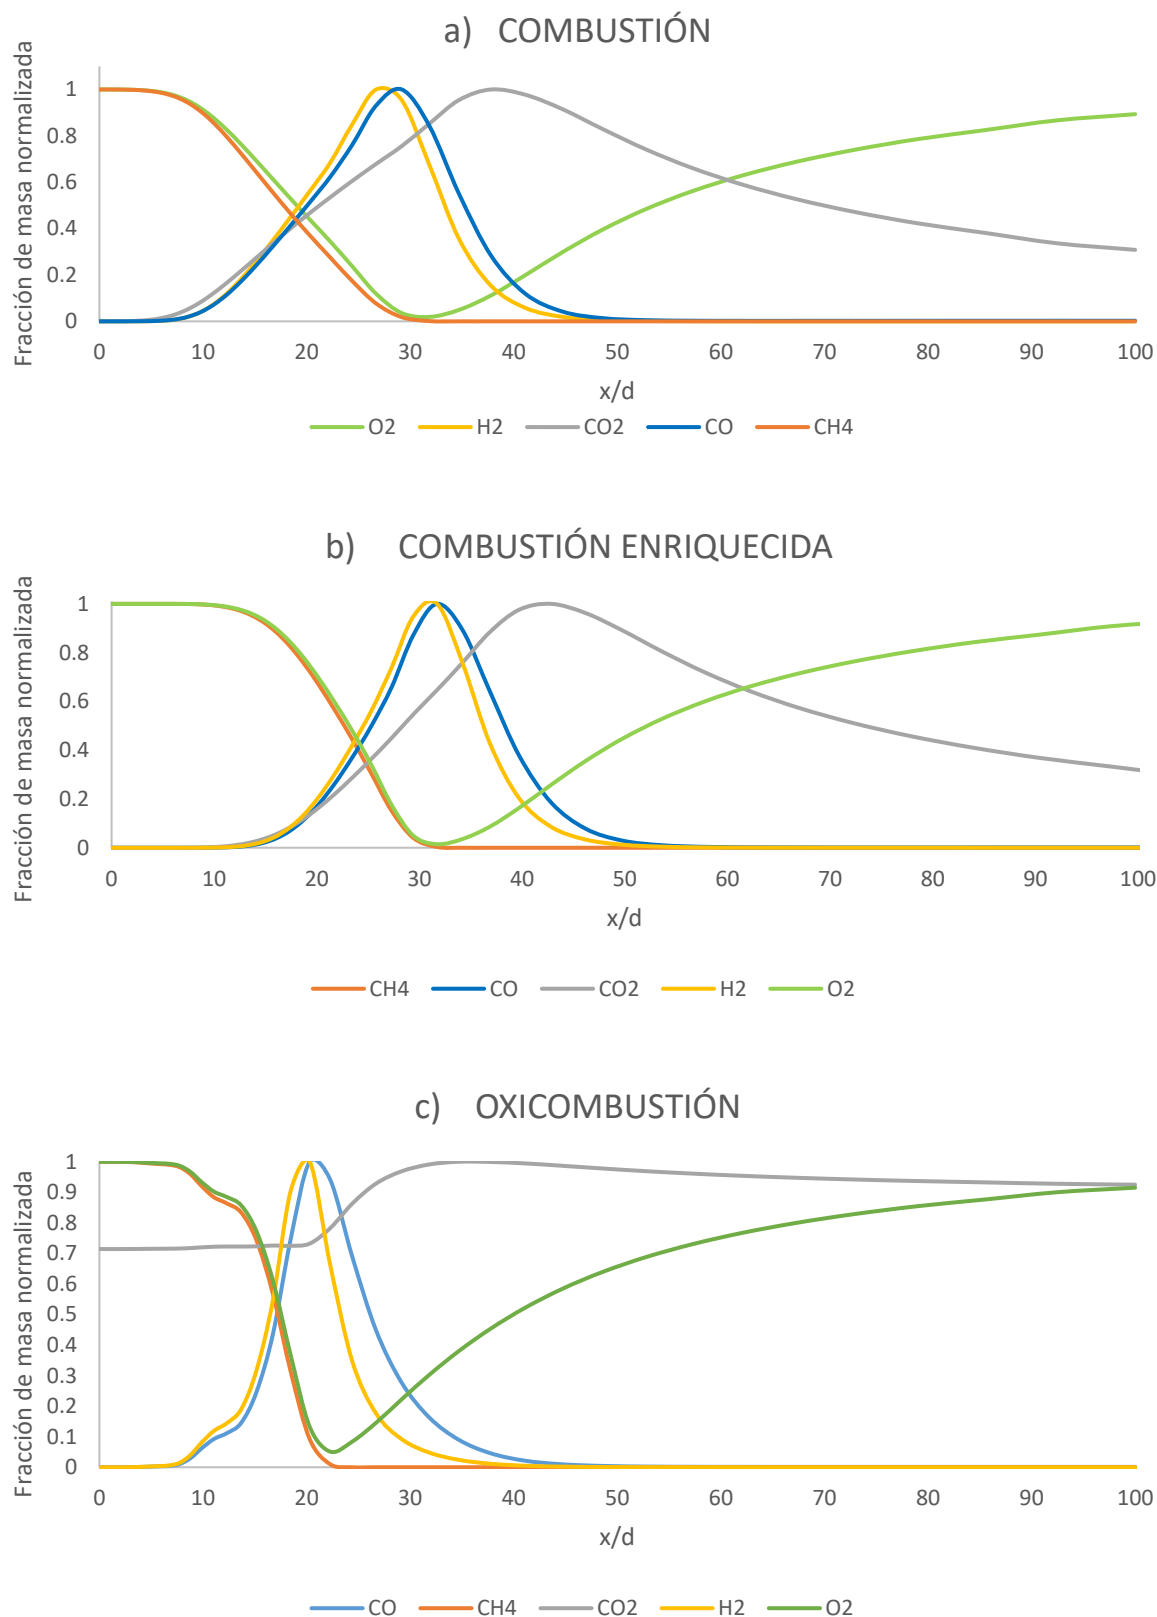 a) COMBUSTIÓN
Fracción de masa normalizada
1
0.8
0.6
0.4
0.2
0
0 10 20 30 40 50 60 70 80 90 100
x/d
O2 H2 CO2 CO CH4
b) COMBUSTIÓN ENRIQUECIDA
Fracción de masa normalizada
1
0.8
0.6
0.4
0.2
0
0 10 20 30 40 50 60 70 80 90 100
x/d
CH4 CO CO2 H2 O2
c) OXICOMBUSTIÓN
Fracción de masa normalizada
1
0.9
0.8
0.7
0.6
0.5
0.4
0.3
0.2
0.1
0
0 10 20 30 40 50 60 70 80 90 100
x/d
CO CH4 CO2 H2 O2